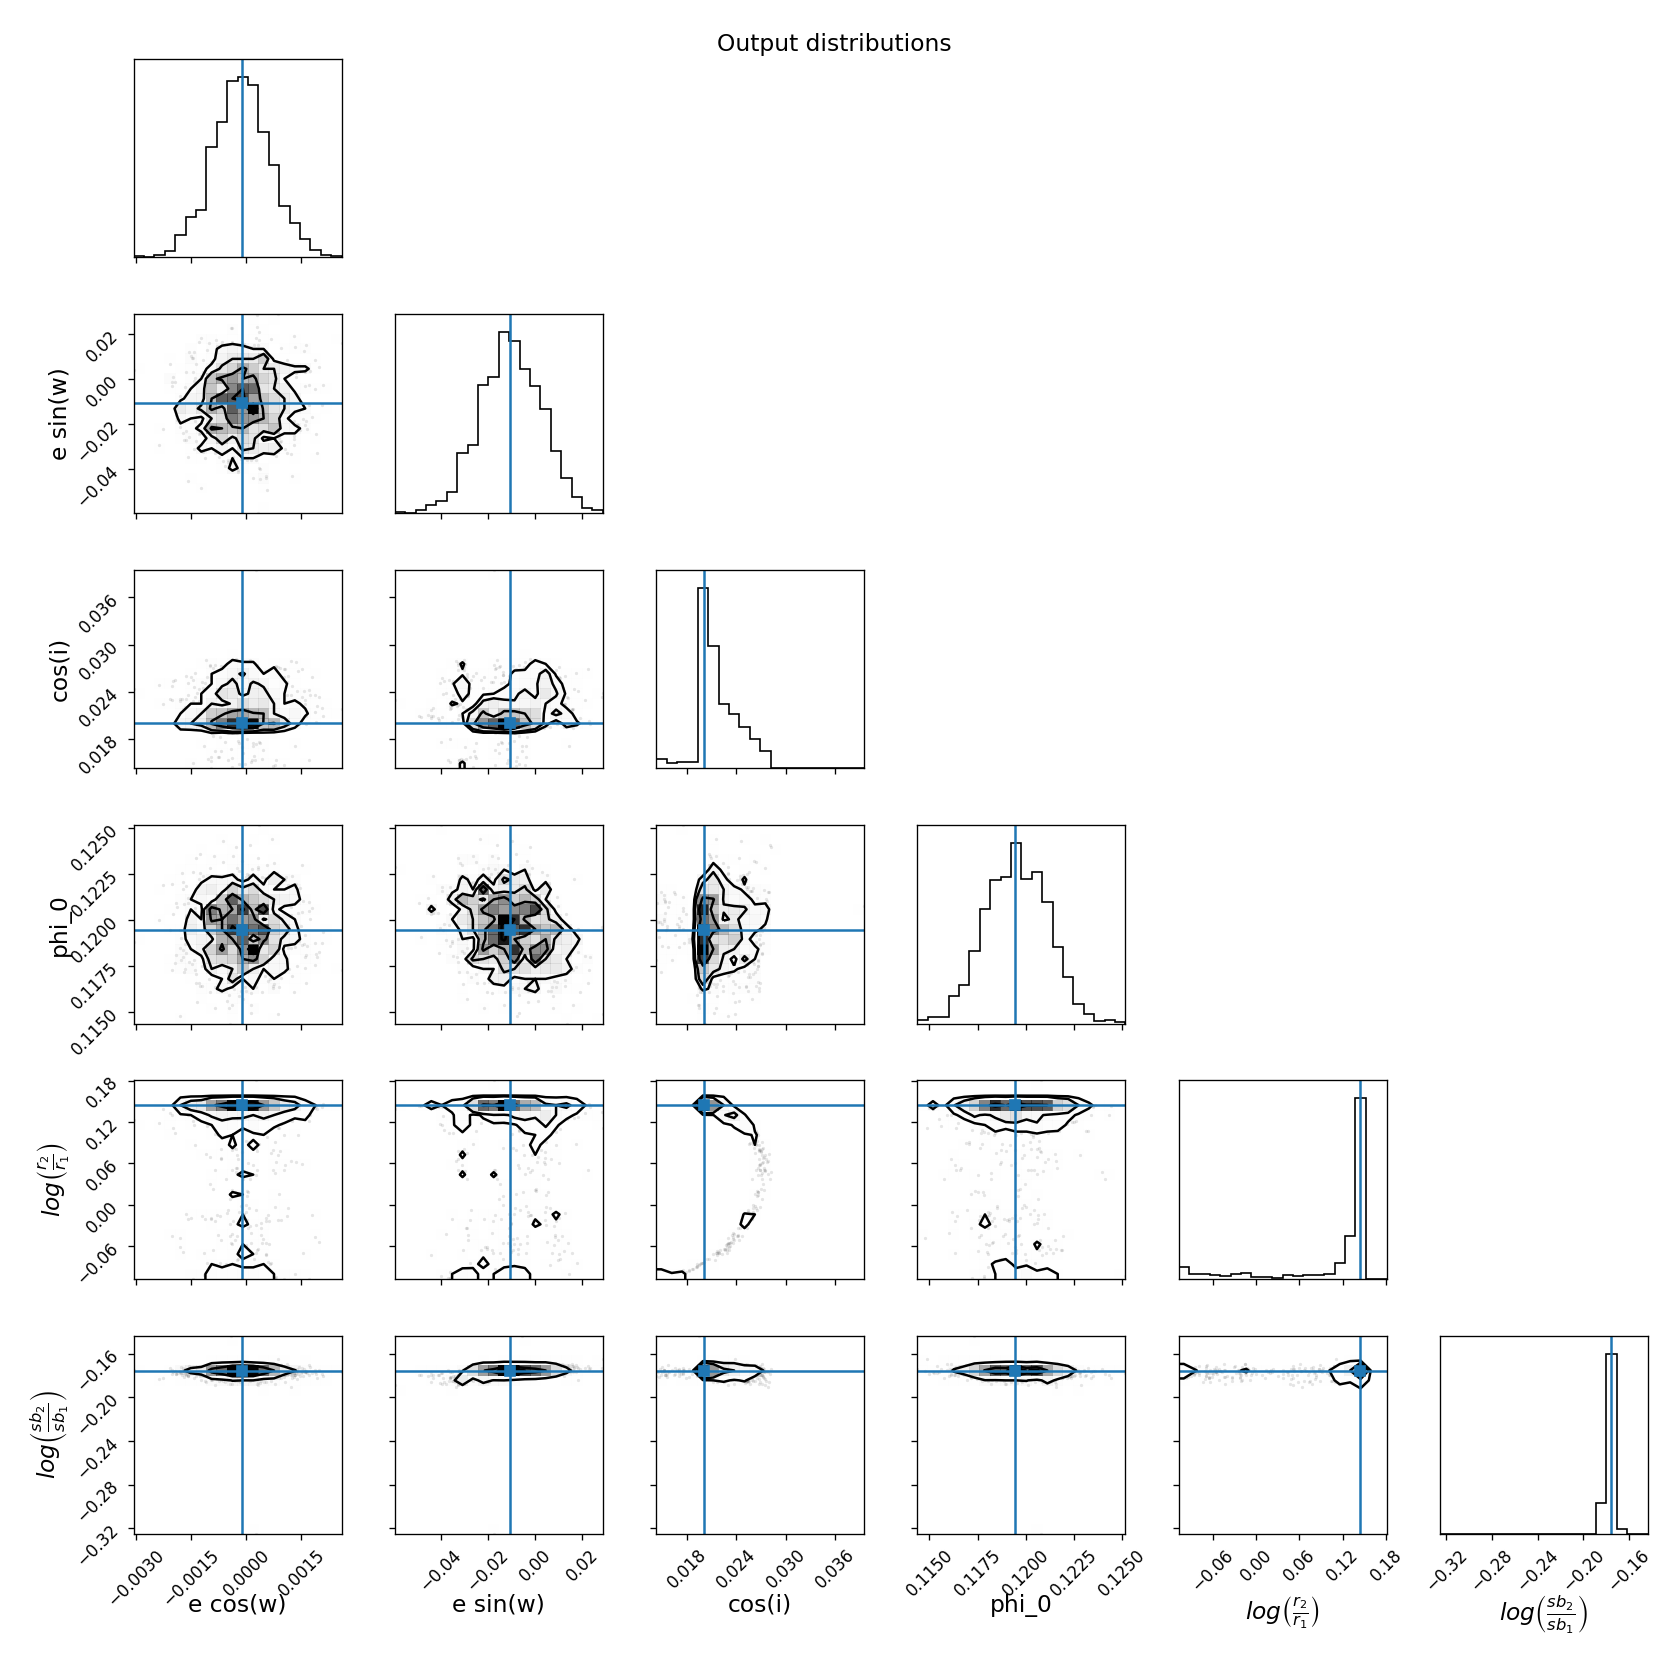 Output distributions
e sin(w)
0.02
0.00
−0.02
−0.04
cos(i)
0.036
0.030
0.024
0.018
phi_0
0.1250
0.1225
0.1200
0.1175
0.1150
log(r₂/r₁)
0.18
0.12
0.06
0.00
−0.06
log(sb₂/sb₁)
−0.16
−0.20
−0.24
−0.28
−0.32
−0.0030 −0.0015 0.0000 0.0015
−0.04 −0.02 0.00 0.02
0.018 0.024 0.030 0.036
0.1150 0.1175 0.1200 0.1225 0.1250
−0.06 0.00 0.06 0.12 0.18
−0.32 −0.28 −0.24 −0.20 −0.16
e cos(w) e sin(w) cos(i) phi_0 log(r₂/r₁) log(sb₂/sb₁)